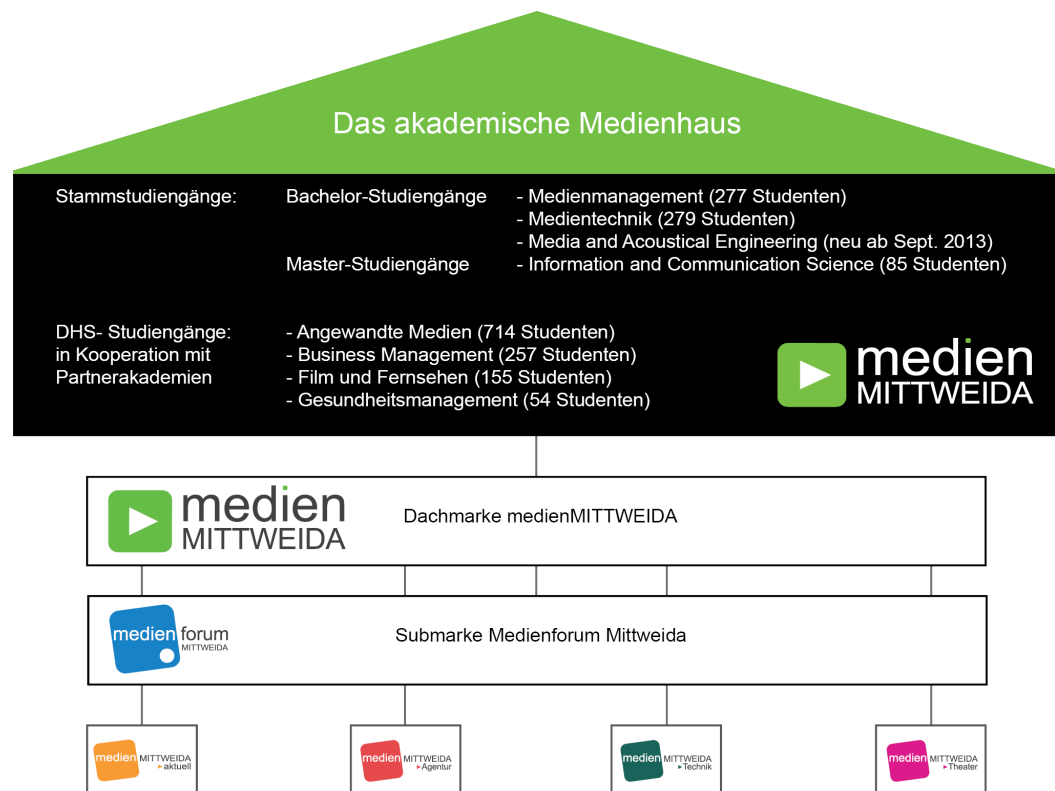 Das akademische Medienhaus
Stammstudiengänge: Bachelor-Studiengänge - Medienmanagement (277 Studenten)
- Medientechnik (279 Studenten)
- Media and Acoustical Engineering (neu ab Sept. 2013)
Master-Studiengänge - Information and Communication Science (85 Studenten)
DHS- Studiengänge: - Angewandte Medien (714 Studenten)
in Kooperation mit - Business Management (257 Studenten)
Partnerakademien - Film und Fernsehen (155 Studenten)
- Gesundheitsmanagement (54 Studenten)
medien
MITTWEIDA
medien
MITTWEIDA
Dachmarke medienMITTWEIDA
medienforum
MITTWEIDA
Submarke Medienforum Mittweida
medien MITTWEIDA
aktuell
medien MITTWEIDA
Agentur
medien MITTWEIDA
Technik
medien MITTWEIDA
Theater